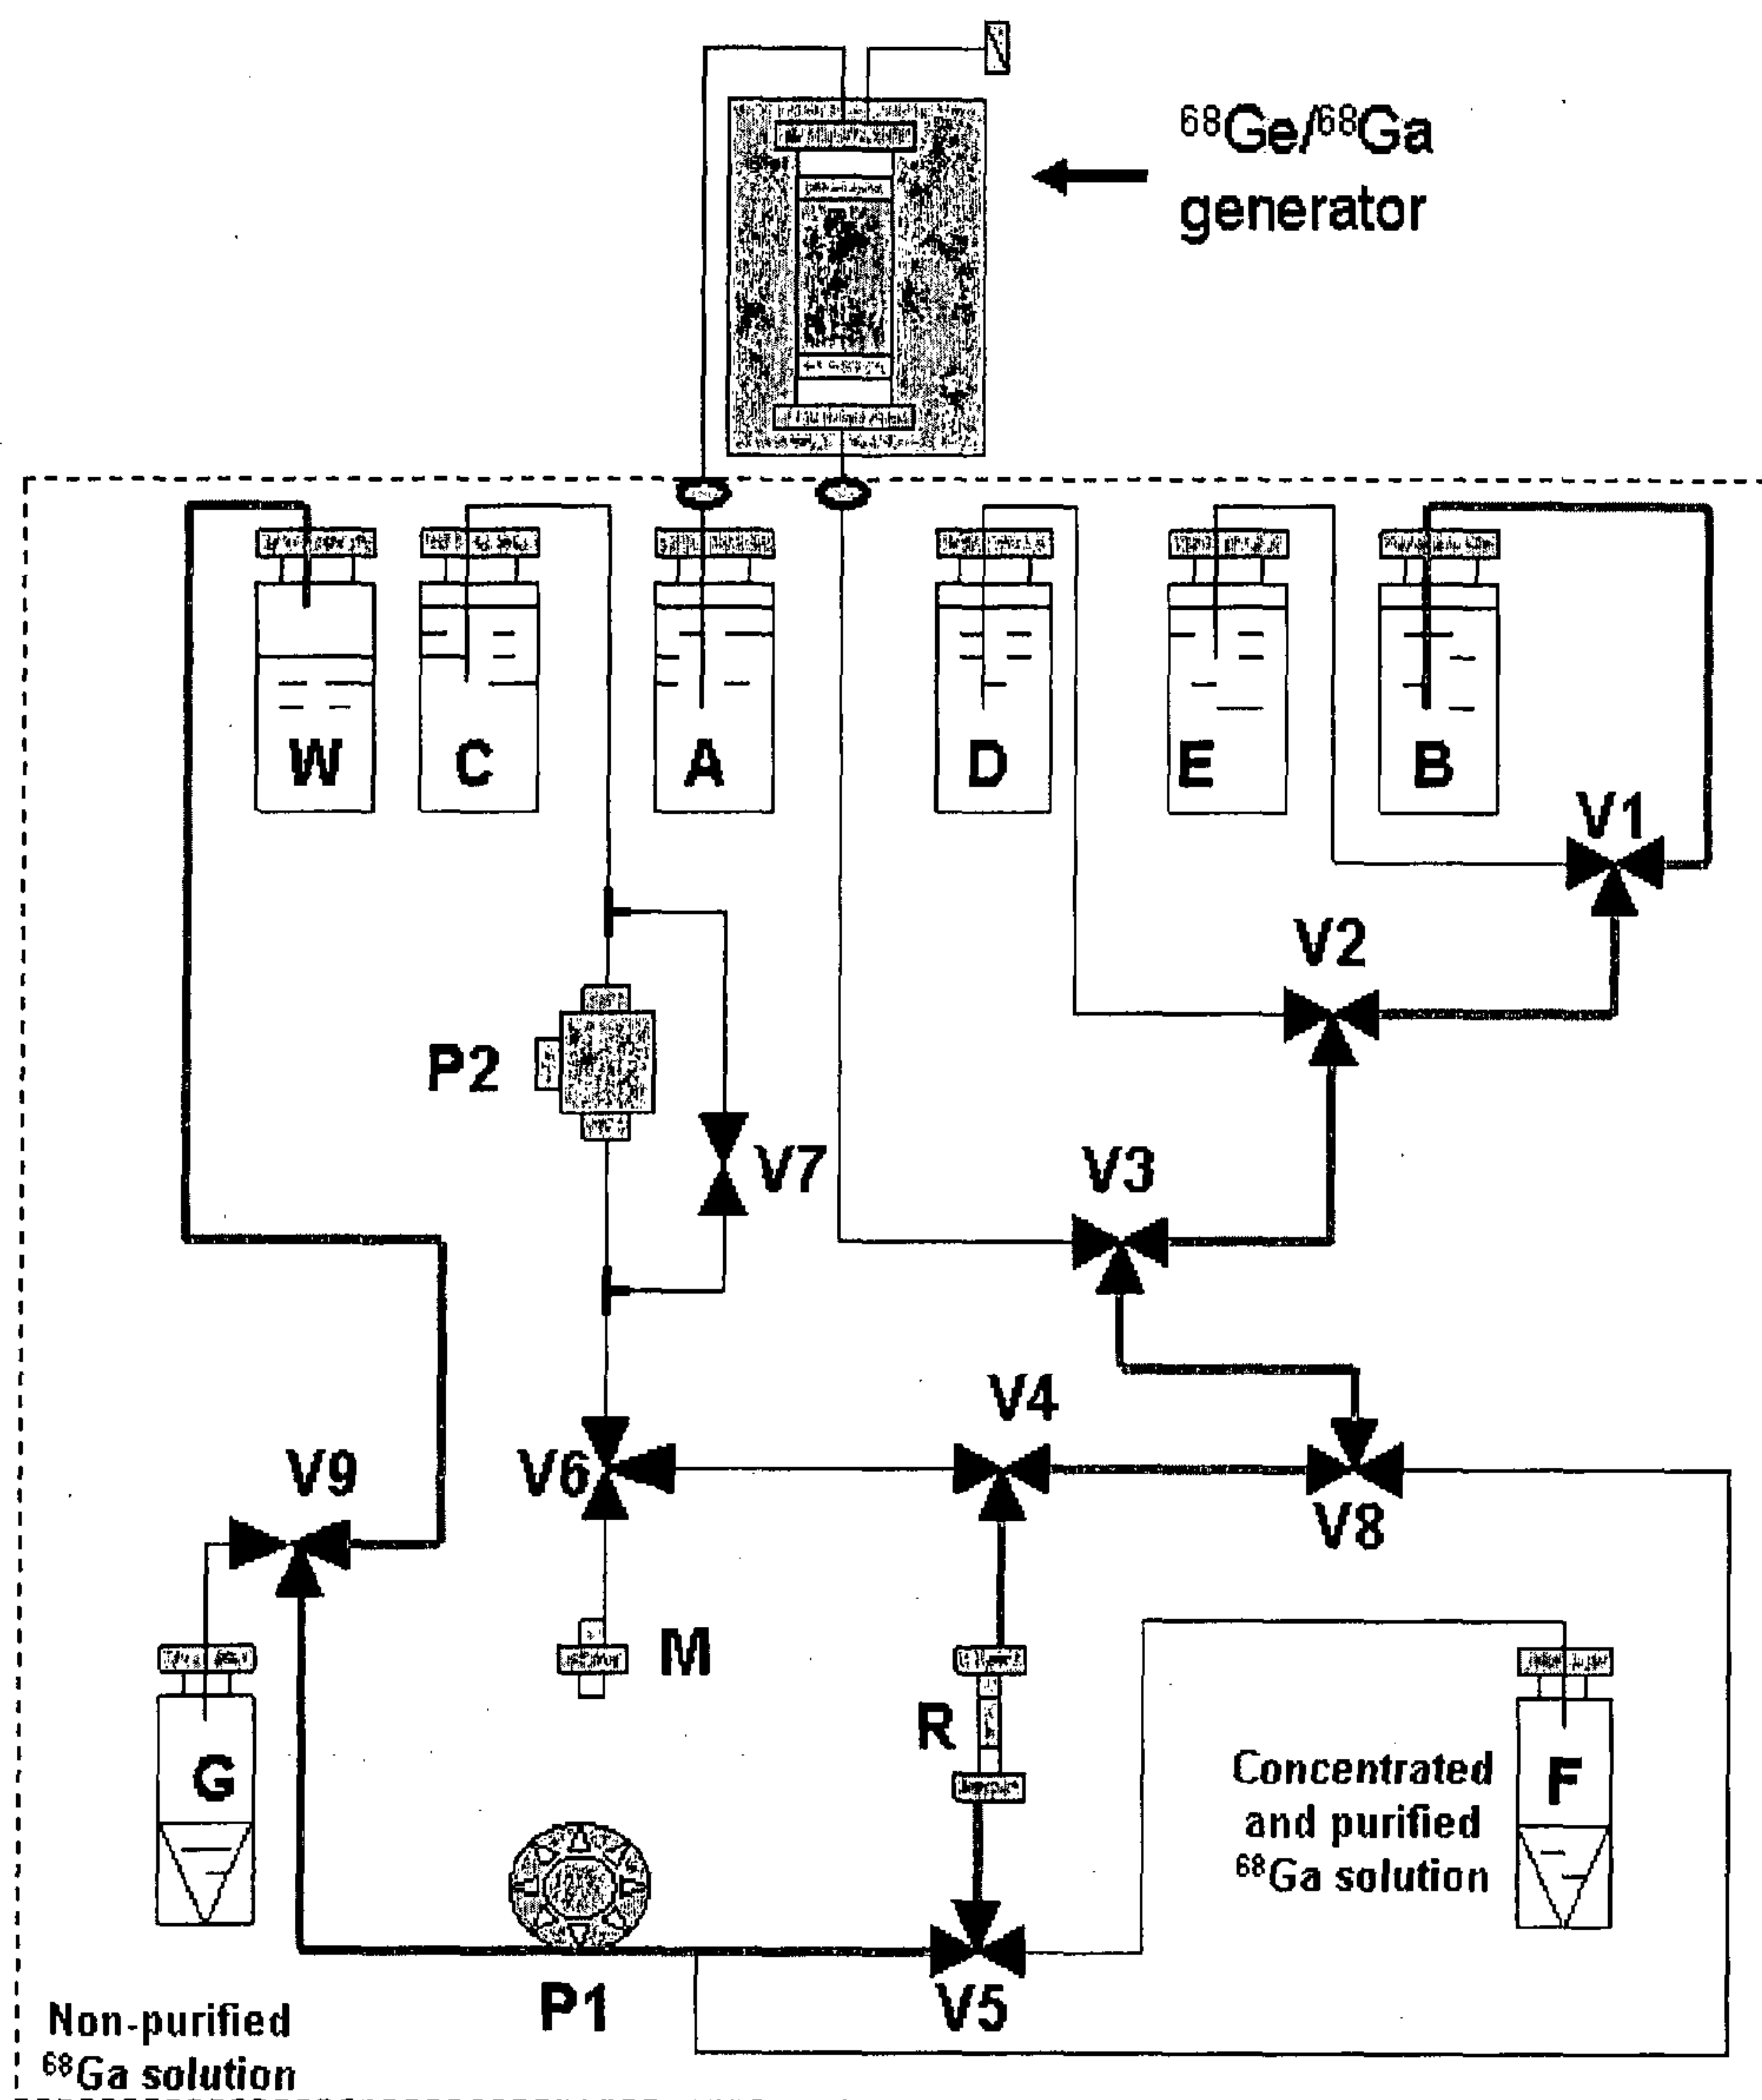 ⁶⁸Ge/⁶⁸Ga
generator
W
C
A
D
E
B
V1
V2
P2
V7
V3
V4
V6
V9
V8
M
R
G
Concentrated
and purified
⁶⁸Ga solution
F
P1
V5
Non-purified
⁶⁸Ga solution